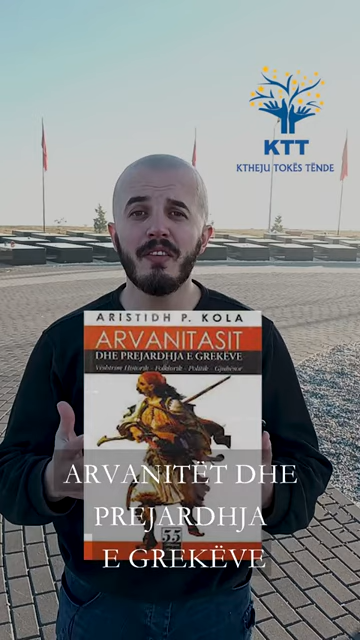 KTT
KTHEJU TOKËS TËNDE
ARISTIDH P. KOLA
ARVANITASIT
DHE PREJARDHJA E GREKËVE
Vështrim Historik - Folklorik - Politik - Gjuhësor
ARVANITËT DHE
PREJARDHJA
E GREKËVE
55